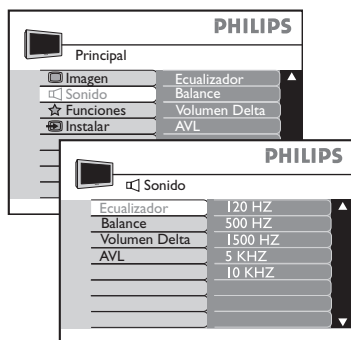 PHILIPS
Principal
Imagen Ecualizador
Sonido Balance
Funciones Volumen Delta
Instalar AVL
PHILIPS
Sonido
Ecualizador 120 HZ
Balance 500 HZ
Volumen Delta 1500 HZ
AVL 5 KHZ
10 KHZ